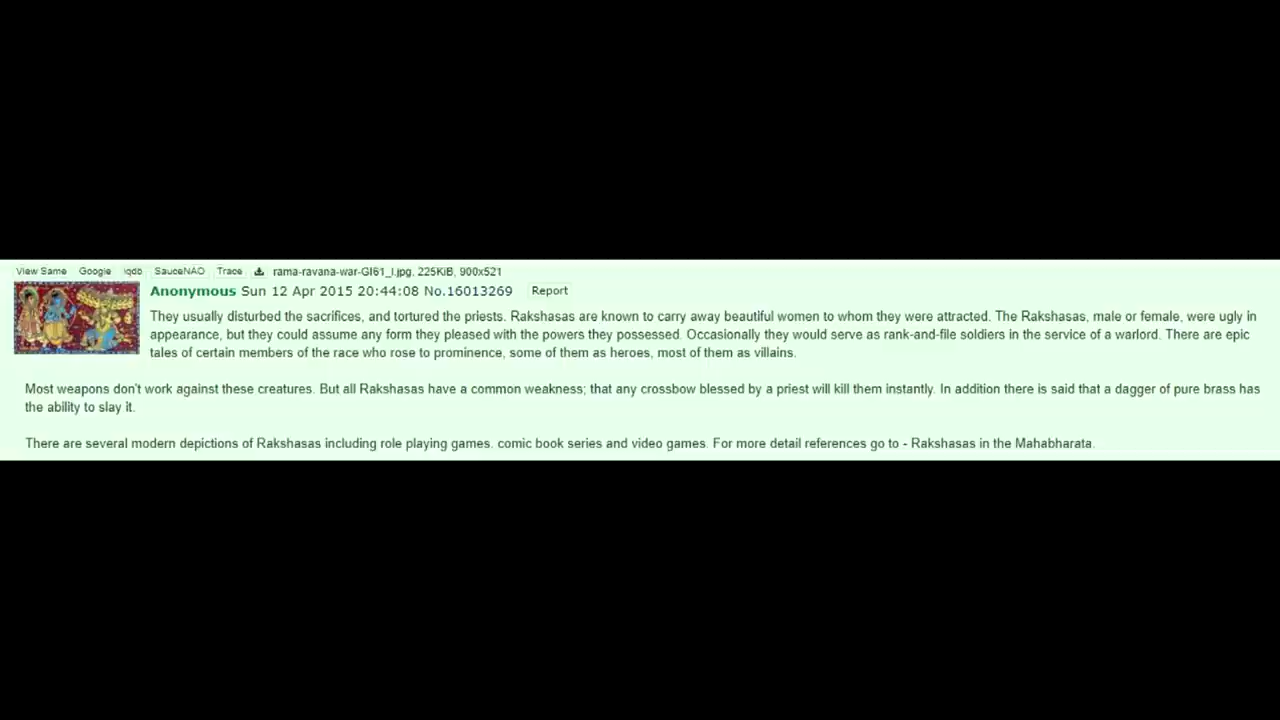 View Same Google iqdb SauceNAO Trace rama-ravana-war-GI61_l.jpg, 225KiB, 900x521
Anonymous Sun 12 Apr 2015 20:44:08 No.16013269 Report
They usually disturbed the sacrifices, and tortured the priests. Rakshasas are known to carry away beautiful women to whom they were attracted. The Rakshasas, male or female, were ugly in
appearance, but they could assume any form they pleased with the powers they possessed. Occasionally they would serve as rank-and-file soldiers in the service of a warlord. There are epic
tales of certain members of the race who rose to prominence, some of them as heroes, most of them as villains.
Most weapons don't work against these creatures. But all Rakshasas have a common weakness; that any crossbow blessed by a priest will kill them instantly. In addition there is said that a dagger of pure brass has
the ability to slay it.
There are several modern depictions of Rakshasas including role playing games. comic book series and video games. For more detail references go to - Rakshasas in the Mahabharata.